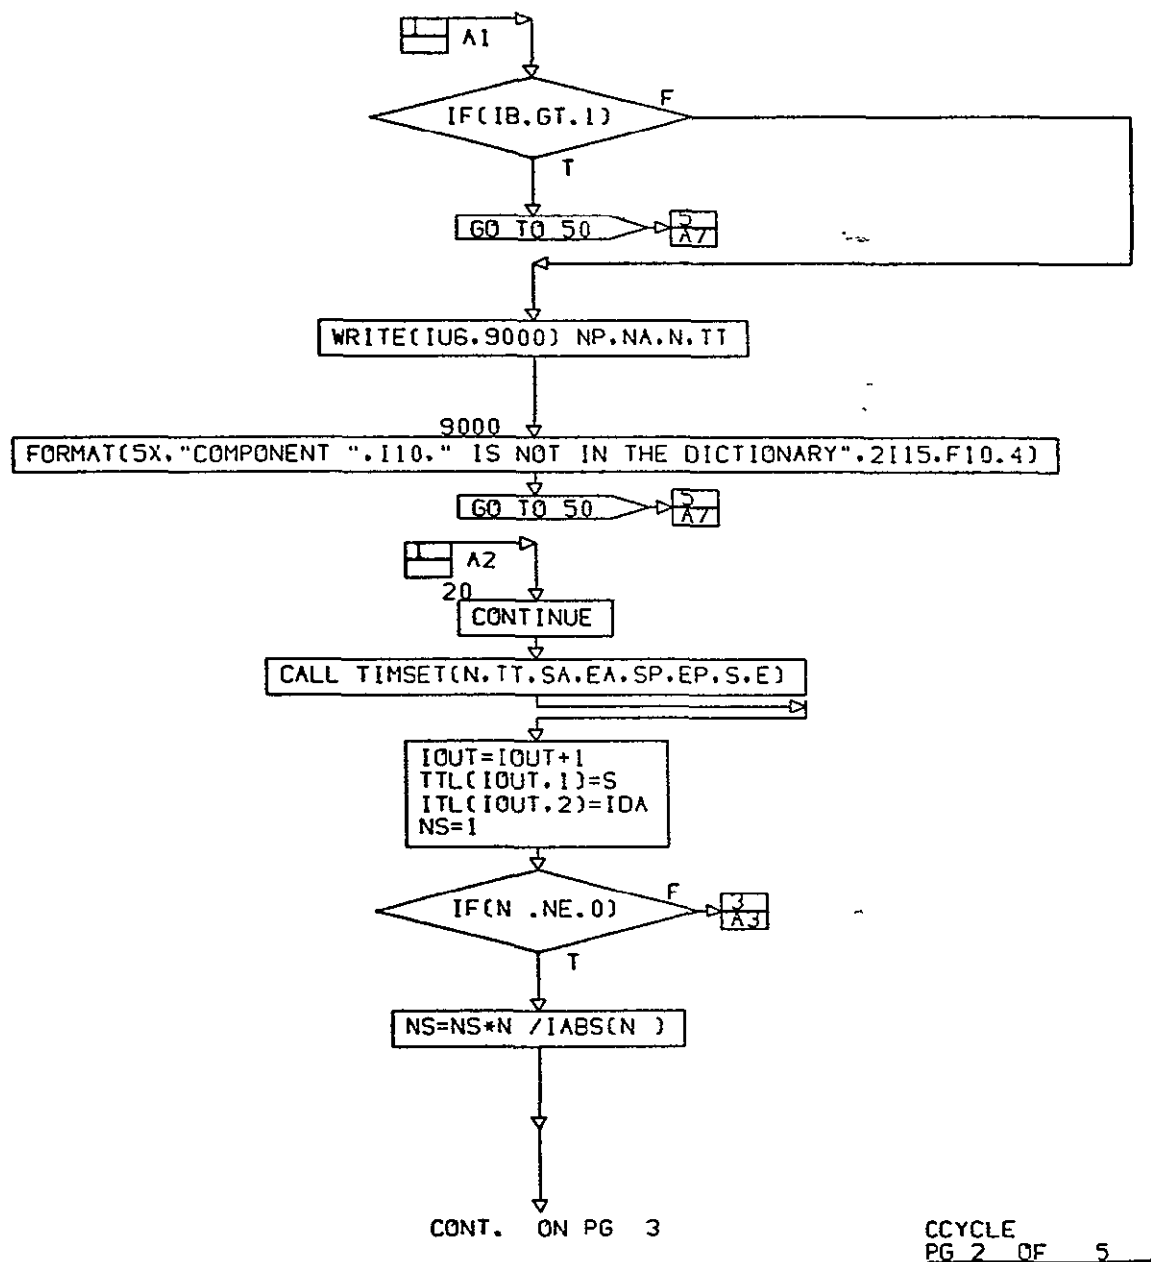 1
A1
F
IF(IB.GT.1)
T
GO TO 50
5
A7
WRITE(IU6.9000) NP.NA.N.TT
9000
FORMAT(5X."COMPONENT ".I10." IS NOT IN THE DICTIONARY".2I15.F10.4)
GO TO 50
5
A7
1
A2
20
CONTINUE
CALL TIMSET(N.TT.SA.EA.SP.EP.S.E)
IOUT=IOUT+1
TTL(IOUT.1)=S
ITL(IOUT.2)=IDA
NS=1
F
IF(N .NE.0)
3
A3
T
NS=NS*N /IABS(N )
CONT. ON PG 3
CCYCLE
PG 2 OF 5